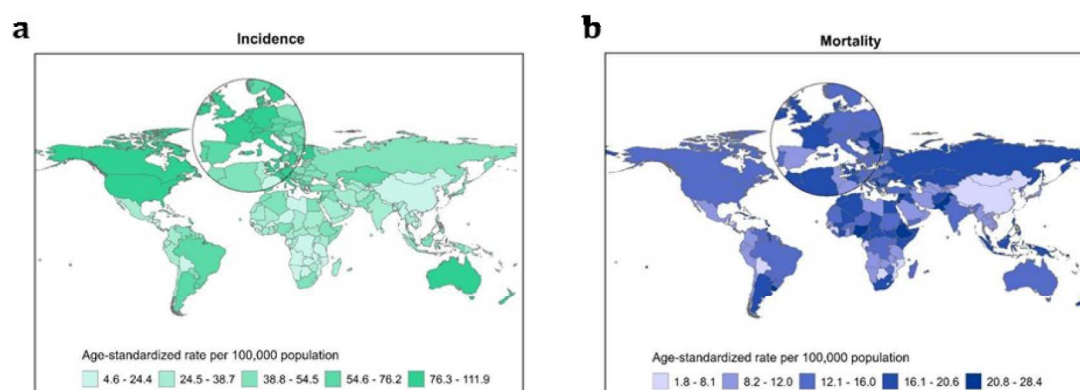 a
Incidence
Age-standardized rate per 100,000 population
4.6 - 24.4 24.5 - 38.7 38.8 - 54.5 54.6 - 76.2 76.3 - 111.9
b
Mortality
Age-standardized rate per 100,000 population
1.8 - 8.1 8.2 - 12.0 12.1 - 16.0 16.1 - 20.6 20.8 - 28.4